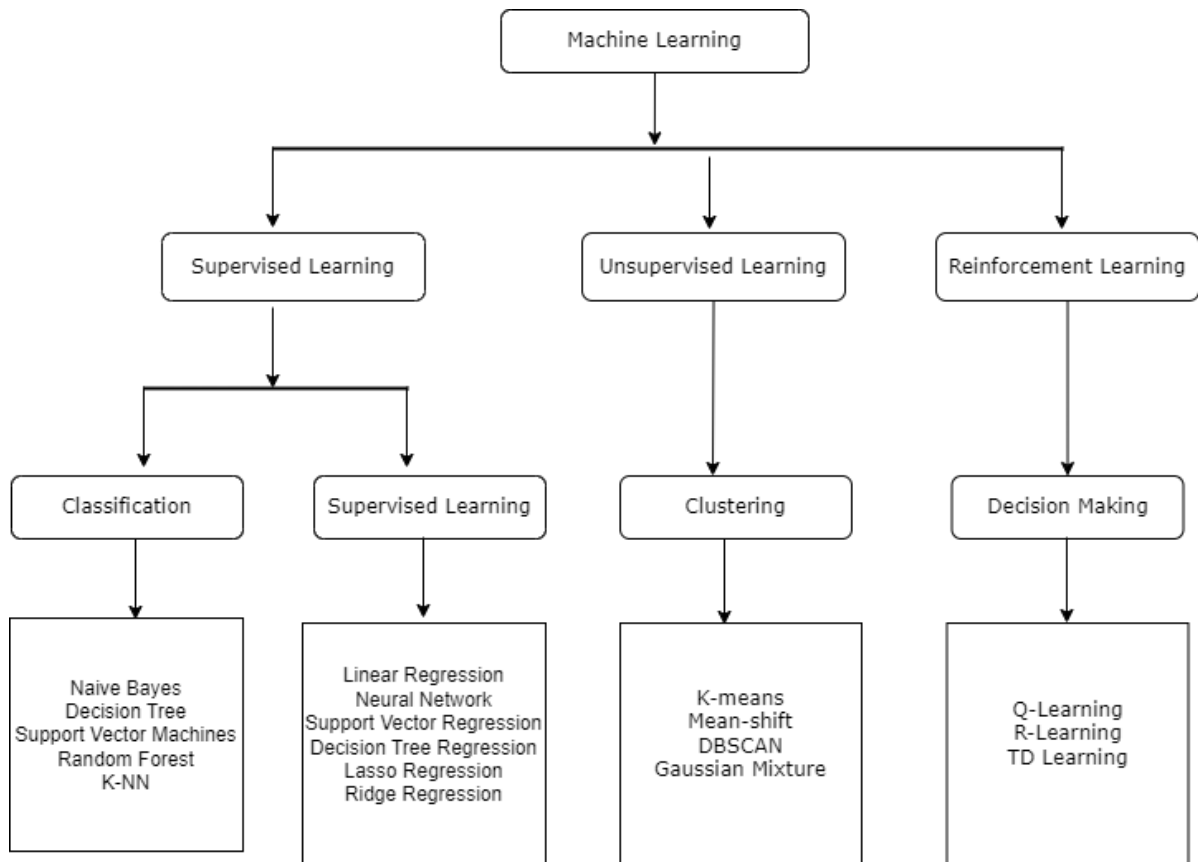 Machine Learning
Supervised Learning
Unsupervised Learning
Reinforcement Learning
Classification
Supervised Learning
Clustering
Decision Making
Naive Bayes
Decision Tree
Support Vector Machines
Random Forest
K-NN
Linear Regression
Neural Network
Support Vector Regression
Decision Tree Regression
Lasso Regression
Ridge Regression
K-means
Mean-shift
DBSCAN
Gaussian Mixture
Q-Learning
R-Learning
TD Learning